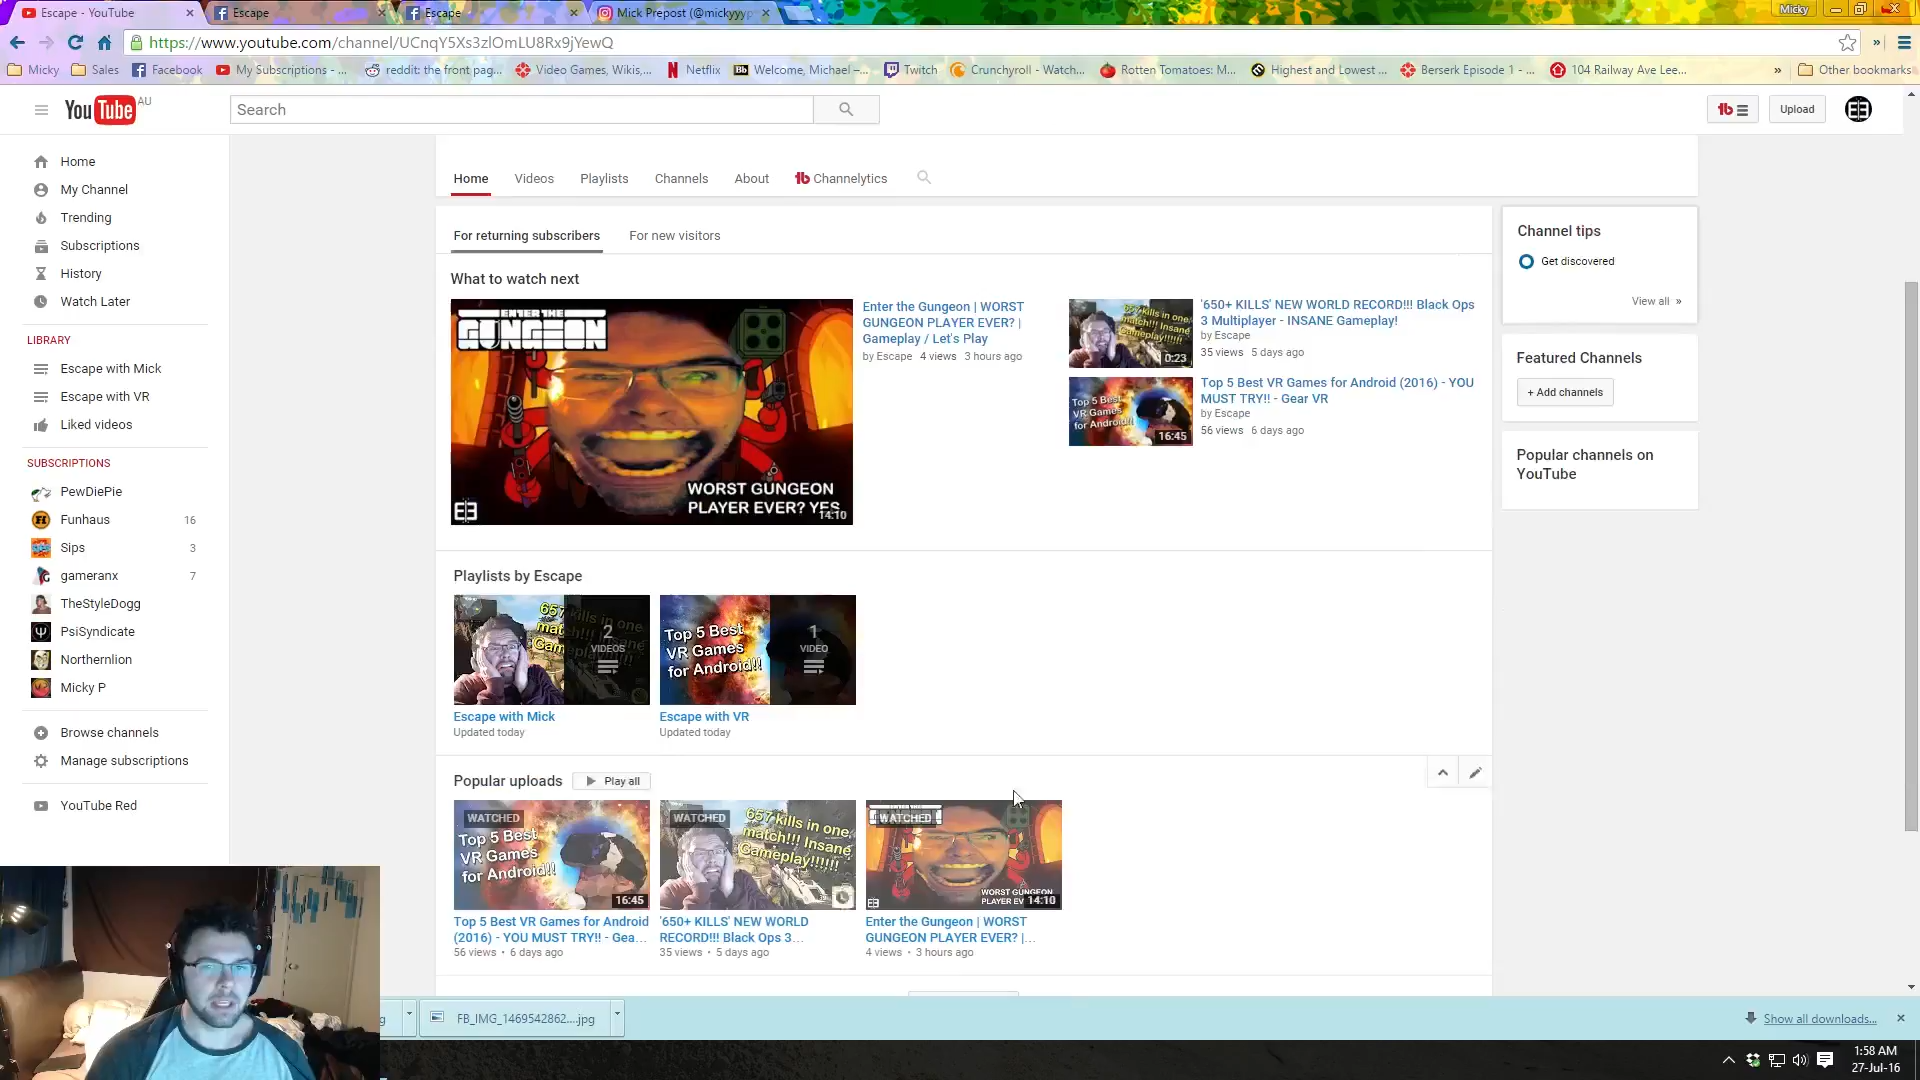 Escape - YouTube
Escape
Escape
Mick Prepost (@mickyyyp
Micky
https://www.youtube.com/channel/UCnqY5Xs3zlOmLU8Rx9jYewQ
Micky
Sales
Facebook
My Subscriptions - ...
reddit: the front pag...
Video Games, Wikis,...
Netflix
Welcome, Michael –...
Twitch
Crunchyroll - Watch...
Rotten Tomatoes: M...
Highest and Lowest ...
Berserk Episode 1 - ...
104 Railway Ave Lee...
» Other bookmarks
YouTube AU
Search
Upload
Home
My Channel
Trending
Subscriptions
History
Watch Later
LIBRARY
Escape with Mick
Escape with VR
Liked videos
SUBSCRIPTIONS
PewDiePie
Funhaus 16
Sips 3
gameranx 7
TheStyleDogg
PsiSyndicate
Northernlion
Micky P
Browse channels
Manage subscriptions
YouTube Red
Home Videos Playlists Channels About Channelytics
For returning subscribers For new visitors
What to watch next
ENTER THE
GUNGEON
WORST GUNGEON
PLAYER EVER? YES
14:10
Enter the Gungeon | WORST
GUNGEON PLAYER EVER? |
Gameplay / Let's Play
by Escape 4 views 3 hours ago
657 kills in one
match!!! Insane
Gameplay!!!!!!
0:23
'650+ KILLS' NEW WORLD RECORD!!! Black Ops
3 Multiplayer - INSANE Gameplay!
by Escape
35 views 5 days ago
Top 5 Best
VR Games
for Android!!
16:45
Top 5 Best VR Games for Android (2016) - YOU
MUST TRY!! - Gear VR
by Escape
56 views 6 days ago
Playlists by Escape
657 kills in one
2
VIDEOS
Escape with Mick
Updated today
Top 5 Best
VR Games
for Android!!
1
VIDEO
Escape with VR
Updated today
Popular uploads Play all
WATCHED
Top 5 Best
VR Games
for Android!!
16:45
Top 5 Best VR Games for Android
(2016) - YOU MUST TRY!! - Gea...
56 views • 6 days ago
WATCHED
657 kills in one
match!!! Insane
Gameplay!!!!!!
'650+ KILLS' NEW WORLD
RECORD!!! Black Ops 3...
35 views • 5 days ago
WATCHED
WORST GUNGEON
PLAYER EV
14:10
Enter the Gungeon | WORST
GUNGEON PLAYER EVER? |...
4 views • 3 hours ago
Channel tips
Get discovered
View all »
Featured Channels
+ Add channels
Popular channels on
YouTube
g
FB_IMG_1469542862....jpg
Show all downloads...
1:58 AM
27-Jul-16